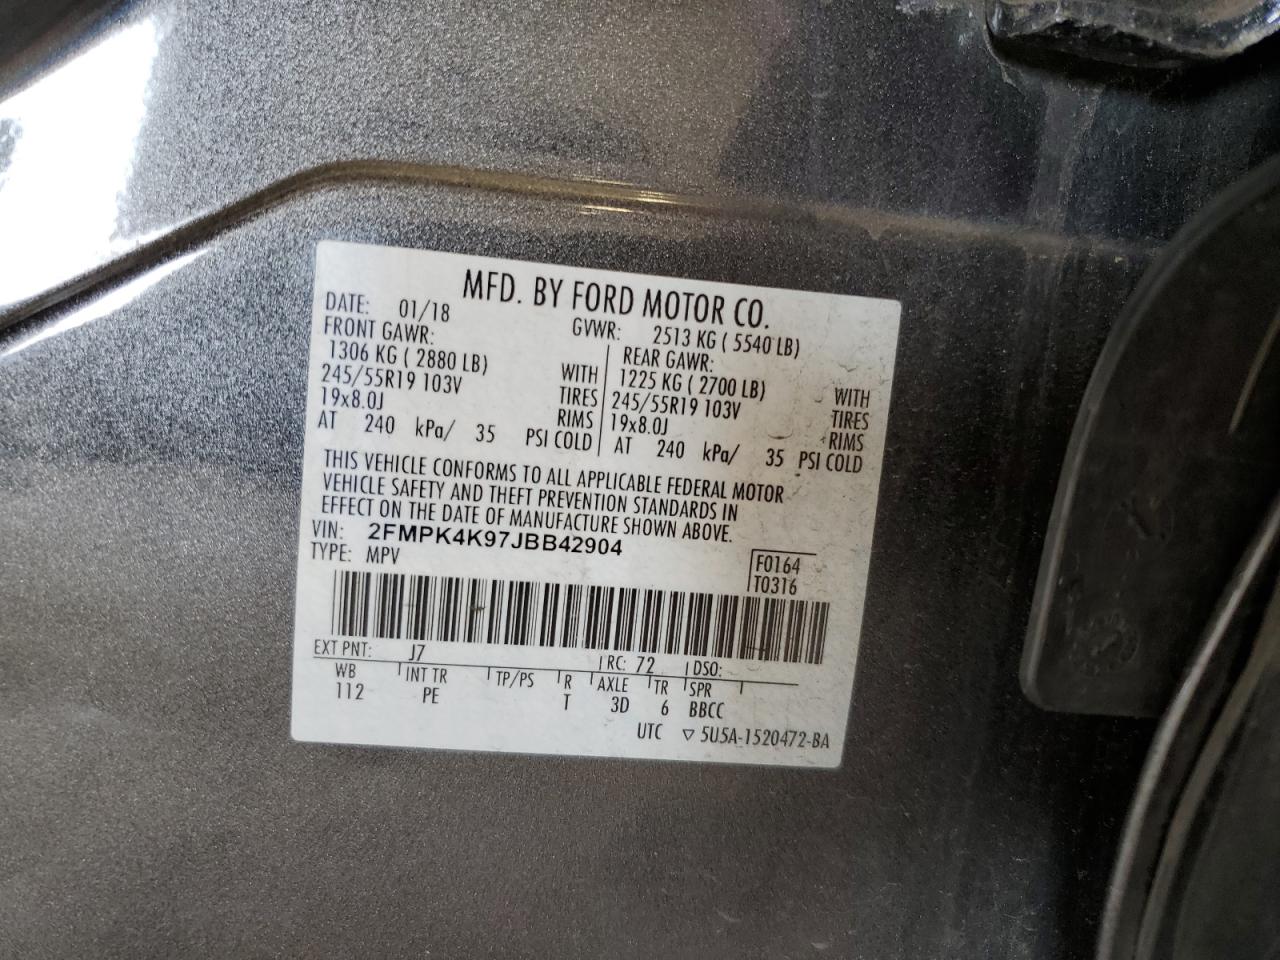 MFD. BY FORD MOTOR CO.
DATE: 01/18 GVWR: 2513 KG ( 5540 LB)
FRONT GAWR: REAR GAWR:
1306 KG ( 2880 LB) WITH 1225 KG ( 2700 LB) WITH
245/55R19 103V TIRES 245/55R19 103V TIRES
19x8.0J RIMS 19x8.0J RIMS
AT 240 kPa/ 35 PSI COLD AT 240 kPa/ 35 PSI COLD
THIS VEHICLE CONFORMS TO ALL APPLICABLE FEDERAL MOTOR
VEHICLE SAFETY AND THEFT PREVENTION STANDARDS IN
EFFECT ON THE DATE OF MANUFACTURE SHOWN ABOVE.
VIN: 2FMPK4K97JBB42904
TYPE: MPV
F0164
T0316
EXT PNT: J7 RC: 72 DSO:
WB INT TR TP/PS R AXLE TR SPR
112 PE T 3D 6 BBCC
UTC ▽ 5U5A-1520472-BA